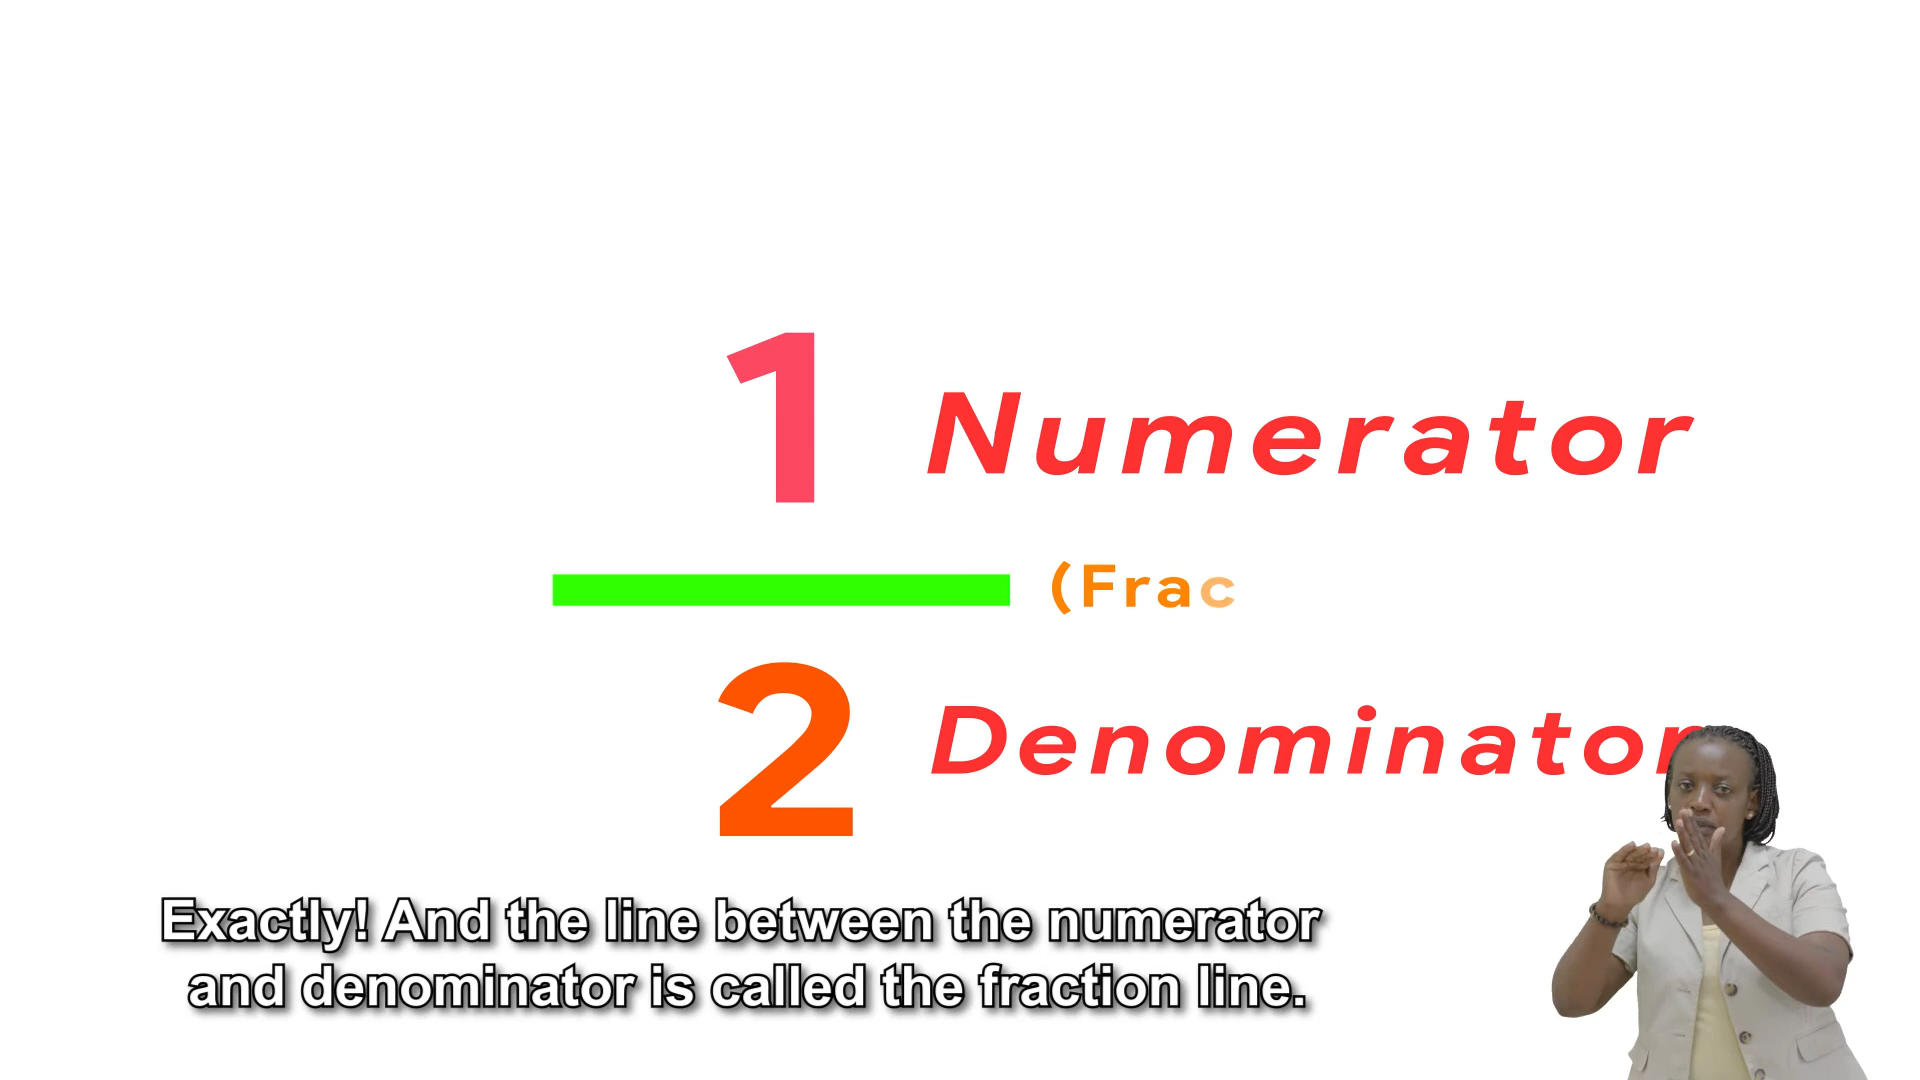 1 Numerator
(Frac
2 Denominator
Exactly! And the line between the numerator
and denominator is called the fraction line.